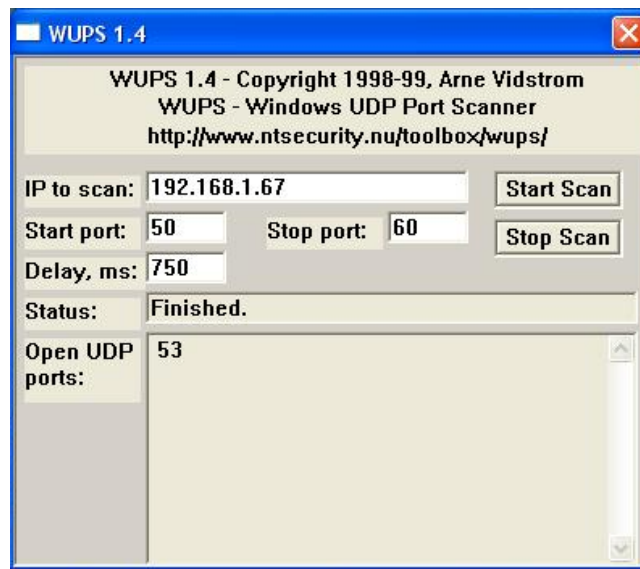 WUPS 1.4
WUPS 1.4 - Copyright 1998-99, Arne Vidstrom
WUPS - Windows UDP Port Scanner
http://www.ntsecurity.nu/toolbox/wups/
IP to scan: 192.168.1.67 Start Scan
Start port: 50 Stop port: 60 Stop Scan
Delay, ms: 750
Status: Finished.
Open UDP 53
ports: